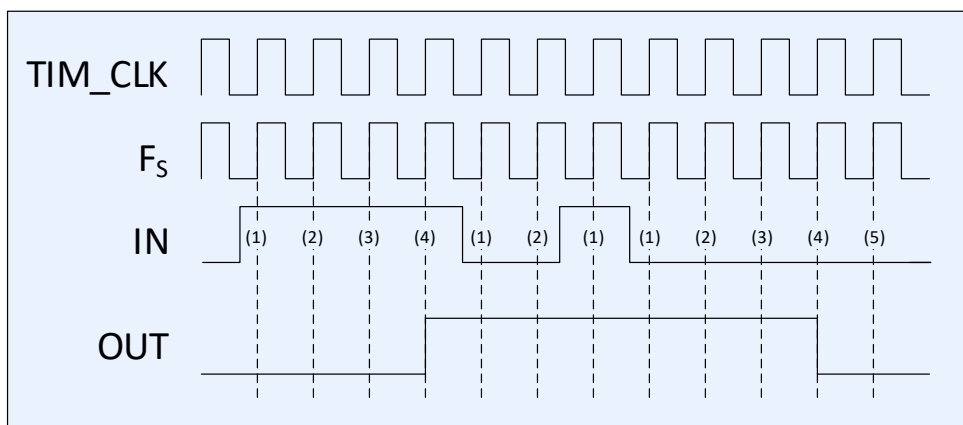 TIM_CLK
Fs
IN (1) (2) (3) (4) (1) (2) (1) (1) (2) (3) (4) (5)
OUT